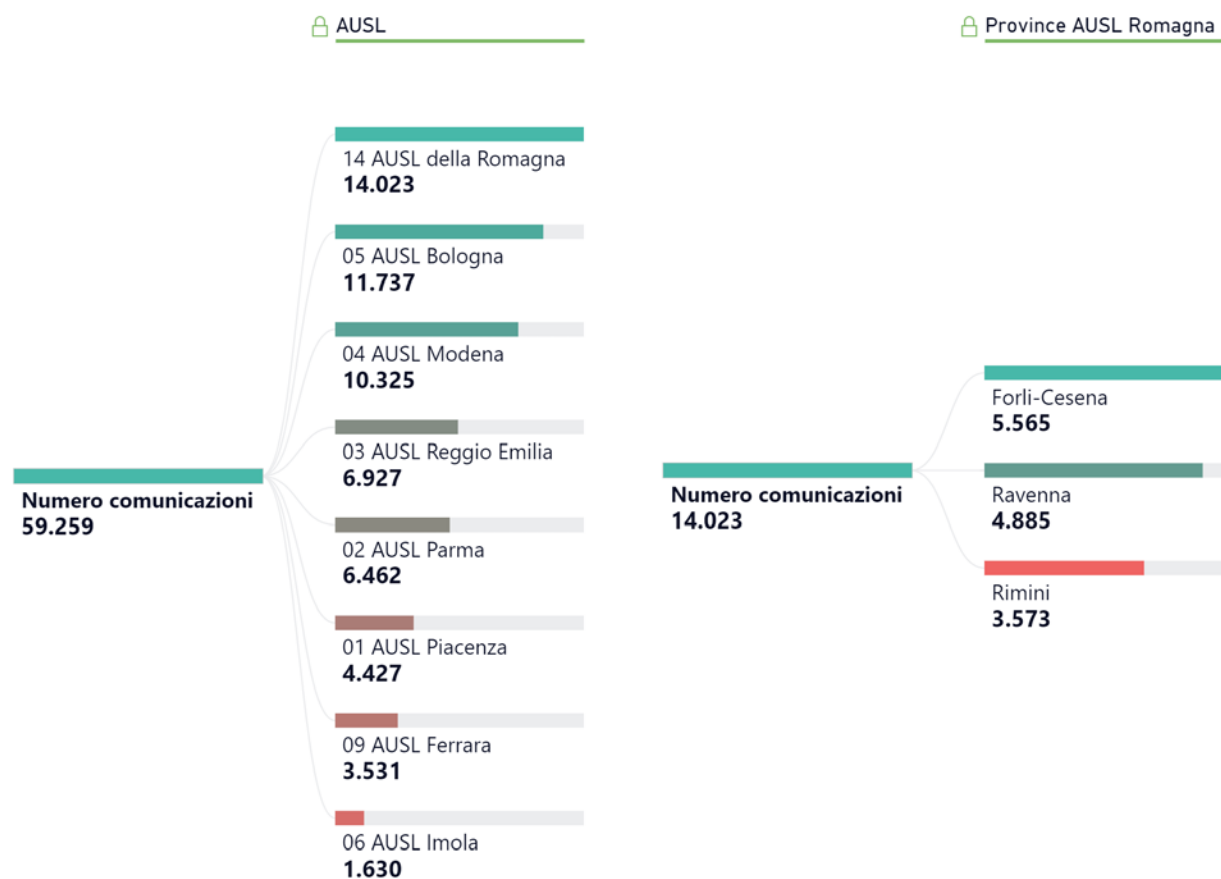 AUSL
14 AUSL della Romagna
14.023
05 AUSL Bologna
11.737
04 AUSL Modena
10.325
03 AUSL Reggio Emilia
6.927
Numero comunicazioni
59.259
02 AUSL Parma
6.462
01 AUSL Piacenza
4.427
09 AUSL Ferrara
3.531
06 AUSL Imola
1.630
Province AUSL Romagna
Forli-Cesena
5.565
Numero comunicazioni
14.023
Ravenna
4.885
Rimini
3.573